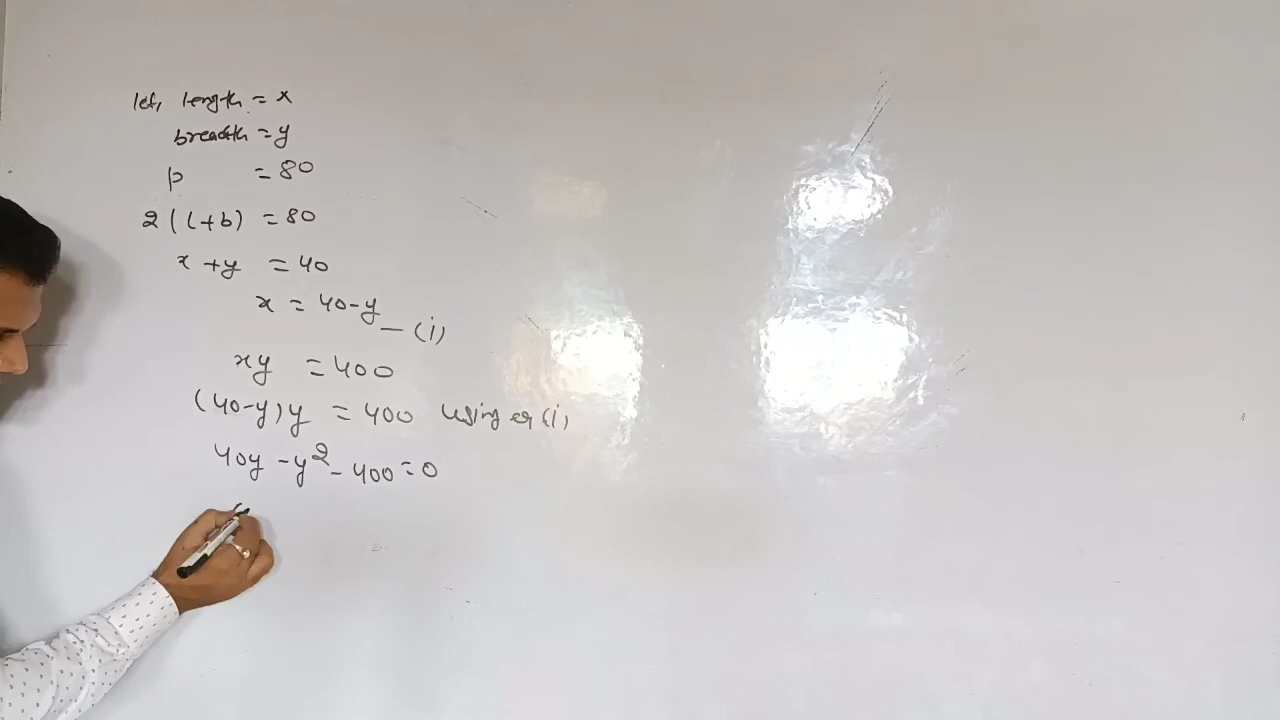 let, length = x
breadth = y
p = 80
2(l+b) = 80
x + y = 40
x = 40-y — (i)
xy = 400
(40-y)y = 400 using eq (i)
40y - y² - 400 = 0